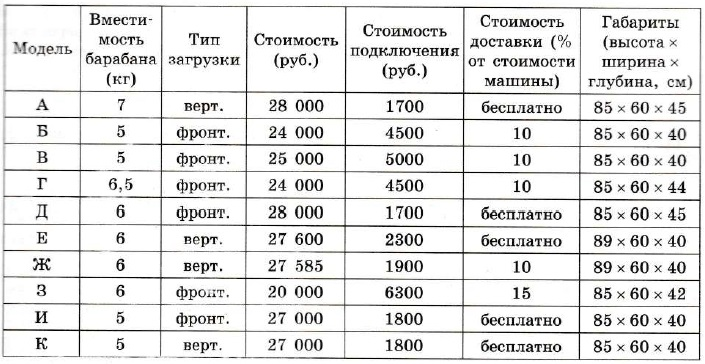 Модель | Вмести-мость барабана (кг) | Тип загрузки | Стоимость (руб.) | Стоимость подключения (руб.) | Стоимость доставки (% от стоимости машины) | Габариты (высота × ширина × глубина, см)
А | 7 | верт. | 28 000 | 1700 | бесплатно | 85 × 60 × 45
Б | 5 | фронт. | 24 000 | 4500 | 10 | 85 × 60 × 40
В | 5 | фронт. | 25 000 | 5000 | 10 | 85 × 60 × 40
Г | 6,5 | фронт. | 24 000 | 4500 | 10 | 85 × 60 × 44
Д | 6 | фронт. | 28 000 | 1700 | бесплатно | 85 × 60 × 45
Е | 6 | верт. | 27 600 | 2300 | бесплатно | 89 × 60 × 40
Ж | 6 | верт. | 27 585 | 1900 | 10 | 89 × 60 × 40
З | 6 | фронт. | 20 000 | 6300 | 15 | 85 × 60 × 42
И | 5 | фронт. | 27 000 | 1800 | бесплатно | 85 × 60 × 40
К | 5 | верт. | 27 000 | 1800 | бесплатно | 85 × 60 × 40